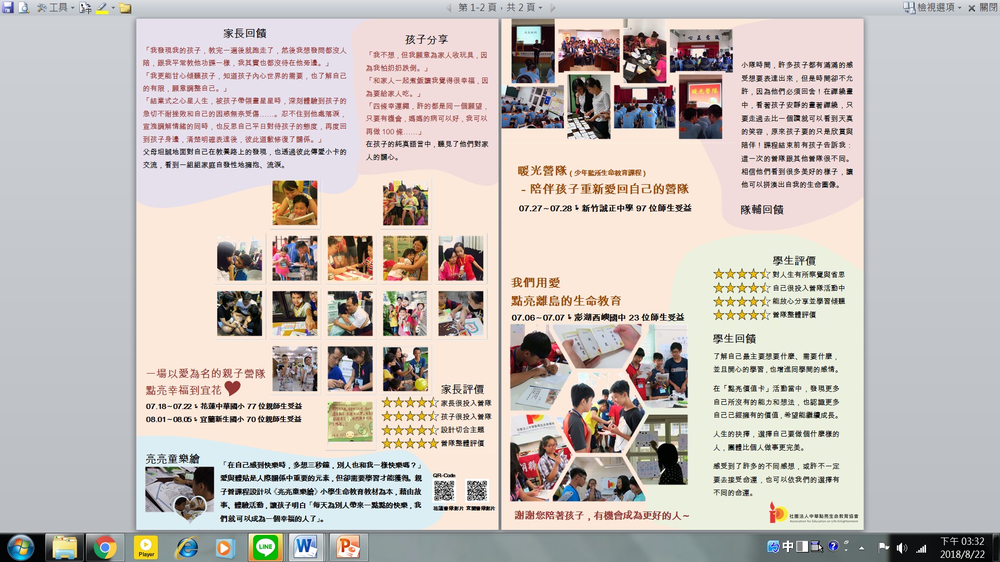 工具
第 1-2 頁，共 2 頁
檢視選項
關閉
家長回饋
「我發現我的孩子，教完一遍後就跑走了，然後我想發問都沒人
陪，跟我平常教他功課一樣，我其實也都沒待在他旁邊。」
「我更能甘心傾聽孩子，知道孩子內心世界的需要，也了解自己
的有限，願意調整自己。」
「結業式之心星人生，被孩子帶領畫星星時，深刻體驗到孩子的
急切不耐挫敗和自己的困惑無奈受傷……。忍不住到他處落淚，
宣洩調解情緒的同時，也反思自己平日對待孩子的態度，再度回
到孩子身邊，清楚明確表達後，彼此道歉修復了關係。」
父母坦誠地面對自己在教養路上的發現，也透過彼此傳愛小卡的
交流，看到一組組家庭自發性地擁抱、流淚。
孩子分享
「我不想，但我願意為家人收玩具，因
為我怕奶奶跌倒。」
「和家人一起煮飯讓我覺得很幸福，因
為要給家人吃。」
「四條幸運繩，許的都是同一個願望，
只要有機會，媽媽的病可以好，我可以
再做 100 條……」
在孩子的純真語言中，聽見了他們對家
人的關心。
一場以愛為名的親子營隊
點亮幸福到宜花
07.18～07.22 花蓮中華國小 77 位親師生受益
08.01～08.05 宜蘭新生國小 70 位親師生受益
家長評價
家長很投入營隊
孩子很投入營隊
設計切合主題
營隊整體評價
亮亮童樂繪
「在自己感到快樂時，多想三秒鐘，別人也和我一樣快樂嗎？」
愛與體貼是人際關係中重要的元素，但卻需要學習才能獲得。親
子營課程設計以《亮亮童樂繪》小學生命教育教材為本，藉由故
事、體驗活動，讓孩子明白「每天為別人帶來一點點的快樂，我
們就可以成為一個幸福的人了」。
QR-Code
花蓮營隊影片 宜蘭營隊影片
心正意誠
暖光營隊
小隊時間，許多孩子都有滿滿的感
受想要表達出來，但是時間卻不允
許，因為他們必須回舍！在禪繞畫
中，看著孩子安靜的畫著禪繞，只
要走過去比一個讚就可以看到天真
的笑容，原來孩子要的只是欣賞與
陪伴！課程結束前有孩子告訴我：
這一次的營隊跟其他營隊很不同。
相信他們看到很多美好的樣子，讓
他可以拼湊出自我的生命圖像。
隊輔回饋
暖光營隊（少年監所生命教育課程）
－陪伴孩子重新愛回自己的營隊
07.27～07.28 新竹誠正中學 97 位師生受益
我們用愛
點亮離島的生命教育
07.06～07.07 澎湖西嶼國中 23 位師生受益
謝謝您陪著孩子，有機會成為更好的人～
學生評價
對人生有所察覺與省思
自己很投入營隊活動中
能放心分享並學習傾聽
營隊整體評價
學生回饋
了解自己最主要想要什麼、需要什麼，
並且開心的學習，也增進同學間的感情。
在「點亮價值卡」活動當中，發現更多
自己所沒有的能力和想法，也認識更多
自己已經擁有的價值，希望能繼續成長。
人生的抉擇，選擇自己要做個什麼樣的
人，團體比個人做事更完美。
感受到了許多的不同感想，或許不一定
要去接受命運，也可以依我們的選擇有
不同的命運。
社團法人中華點亮生命教育協會
Association for Education on Life Enlightenment
Player
LINE
中
下午 03:32
2018/8/22